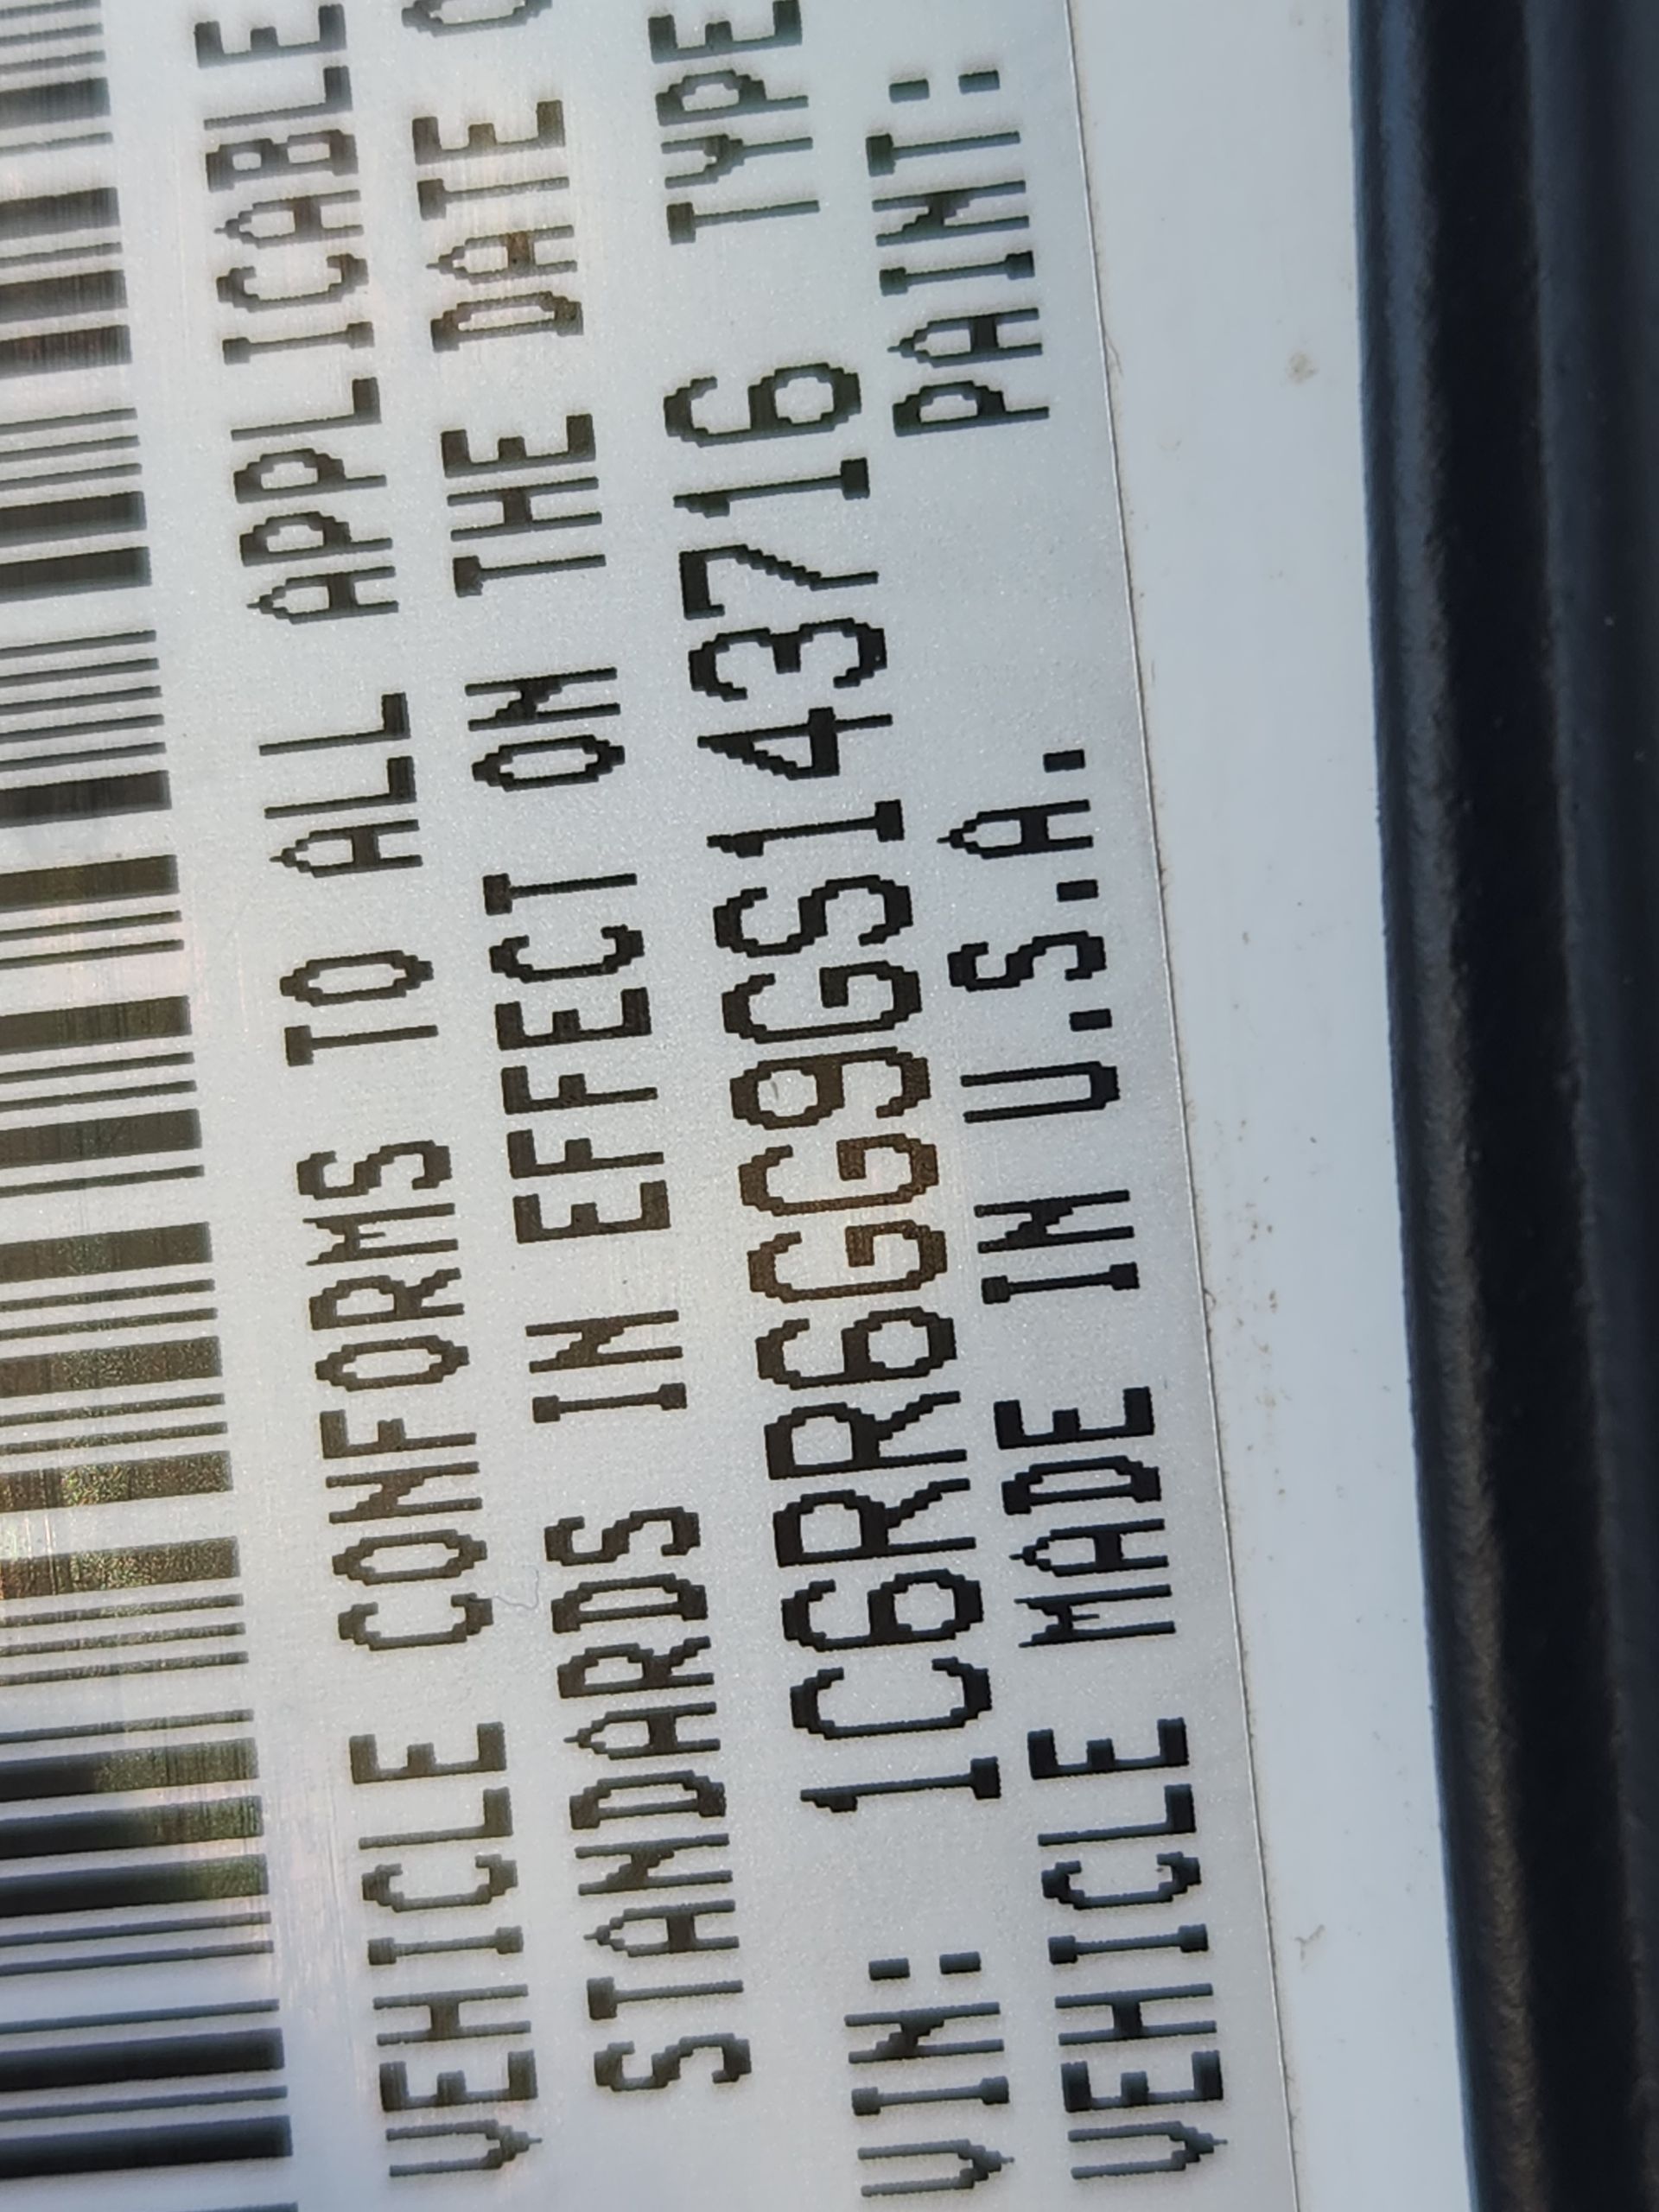 VEHICLE CONFORMS TO ALL APPLICABLE
STANDARDS IN EFFECT ON THE DATE
VIN: 1C6RR6GG9GS143716 TYPE
VEHICLE MADE IN U.S.A. PAINT: